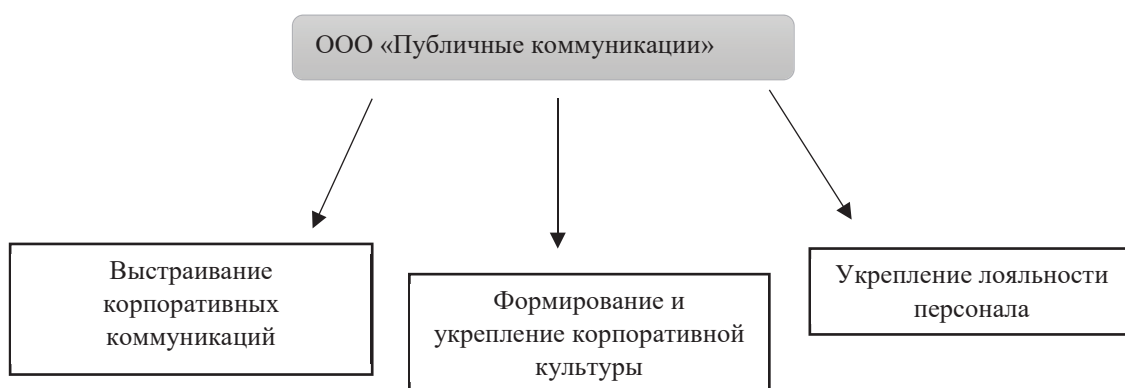 ООО «Публичные коммуникации»
Выстраивание
корпоративных
коммуникаций
Формирование и
укрепление корпоративной
культуры
Укрепление лояльности
персонала